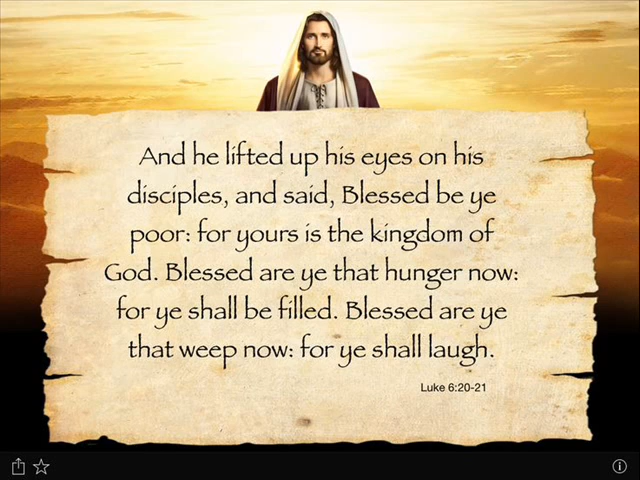 And he lifted up his eyes on his
disciples, and said, Blessed be ye
poor: for yours is the kingdom of
God. Blessed are ye that hunger now:
for ye shall be filled. Blessed are ye
that weep now: for ye shall laugh.
Luke 6:20-21